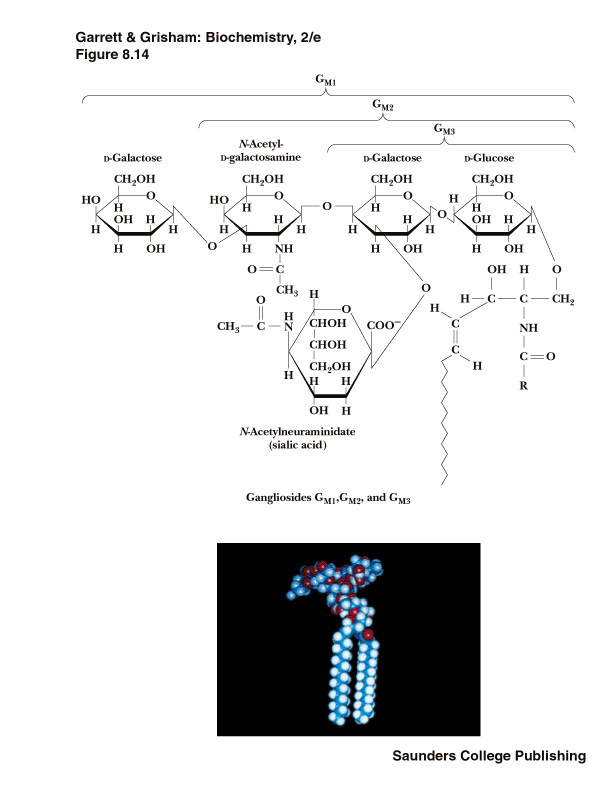 Garrett & Grisham: Biochemistry, 2/e
Figure 8.14
GM1
GM2
GM3
N-Acetyl-
D-Galactose D-galactosamine D-Galactose D-Glucose
CH2OH CH2OH CH2OH CH2OH
HO O HO O O H O
H H O H O H
OH H H H OH H
H H H H H H H
H OH O H NH H OH H OH
O=C OH H O
CH3 O H—C—C—CH2
O H O H
CH3—C—N CHOH COO− C NH
H CHOH C C=O
H CH2OH H R
H H
OH H
N-Acetylneuraminidate
(sialic acid)
Gangliosides GM1,GM2, and GM3
Saunders College Publishing